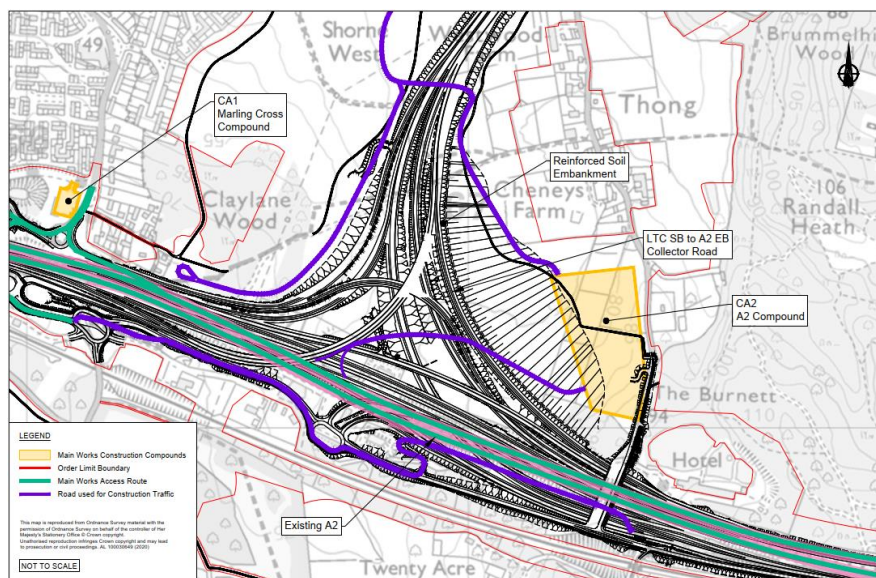 149
Shorne
West
Brummelhill
Wood
CA1
Marling Cross
Compound
Thong
Reinforced Soil
Embankment
Claylane
Wood
Cheneys
Farm
106
Randall
Heath
LTC SB to A2 EB
Collector Road
CA2
A2 Compound
The Burnett
110
Hotel
LEGEND
Main Works Construction Compounds
Order Limit Boundary
Main Works Access Route
Road used for Construction Traffic
This map is reproduced from Ordnance Survey material with the
permission of Ordnance Survey on behalf of the controller of Her
Majesty's Stationery Office © Crown copyright.
Unauthorised reproduction infringes Crown copyright and may lead
to prosecution or civil proceedings. AL 100030649 (2020)
NOT TO SCALE
Existing A2
Twenty Acre